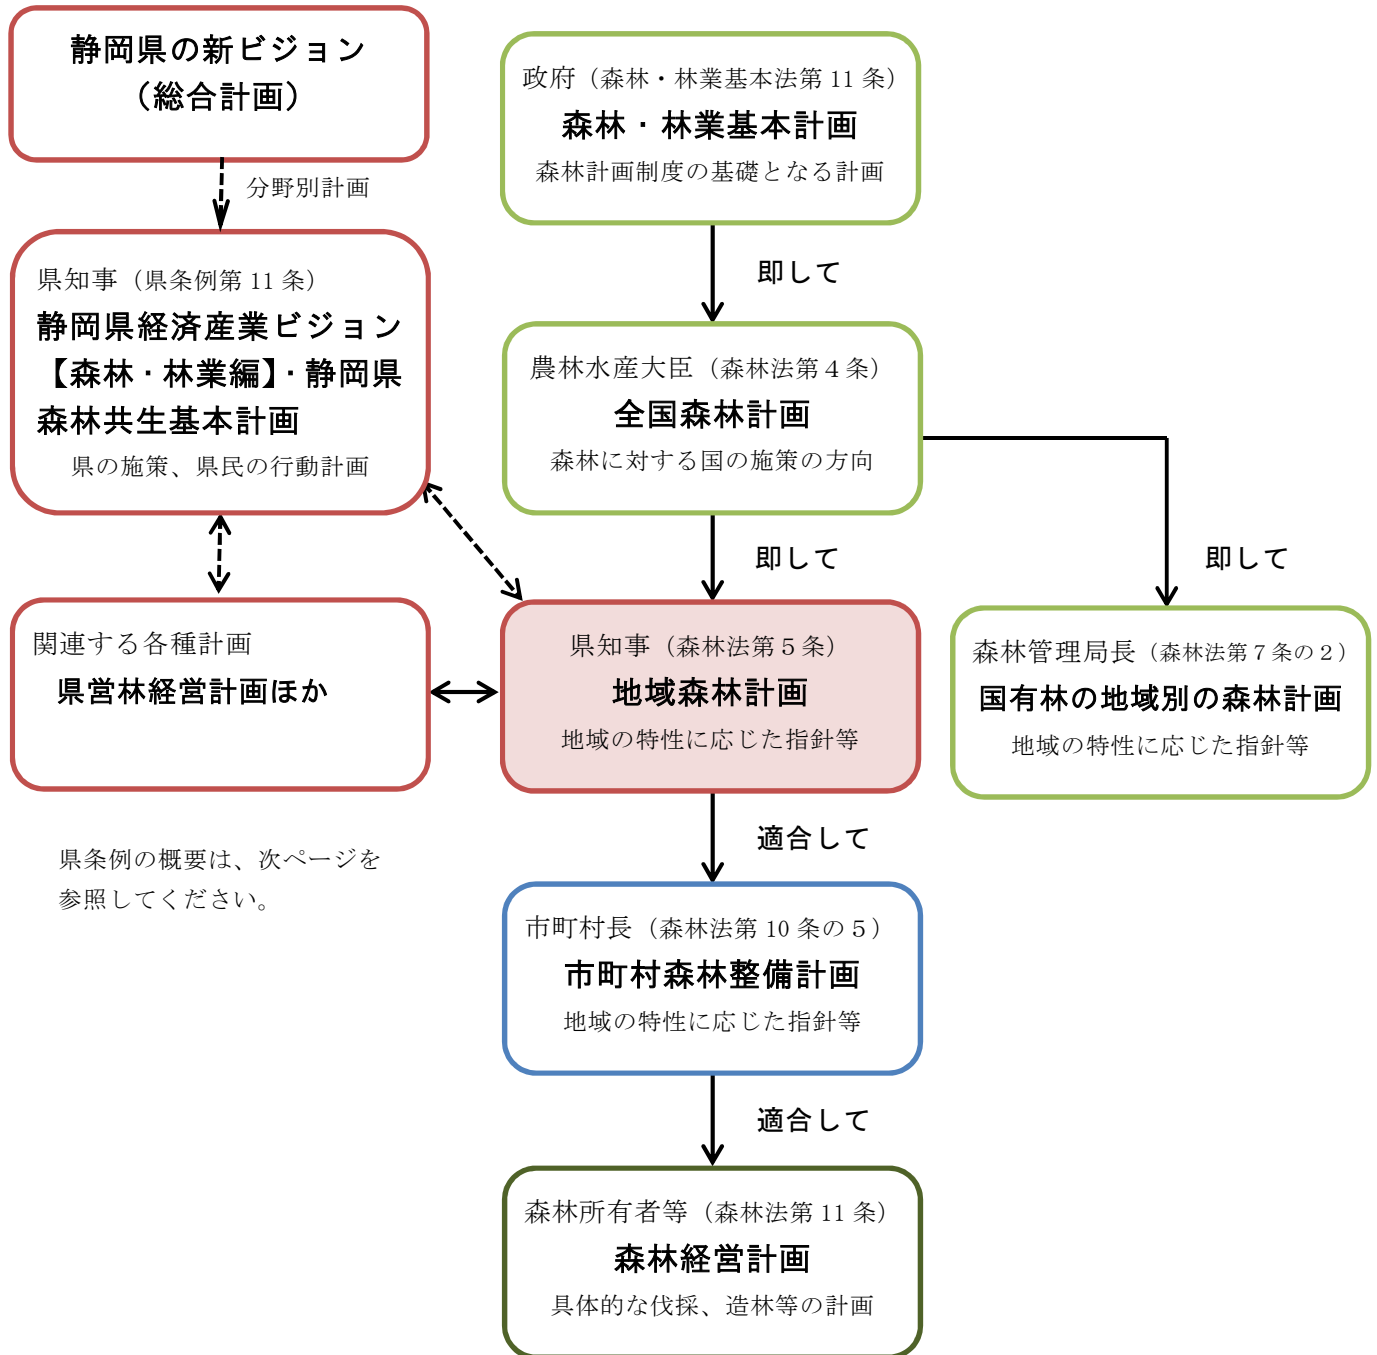 静岡県の新ビジョン
（総合計画）
分野別計画
県知事（県条例第 11 条）
静岡県経済産業ビジョン
【森林・林業編】・静岡県
森林共生基本計画
県の施策、県民の行動計画
関連する各種計画
県営林経営計画ほか
県条例の概要は、次ページを
参照してください。
政府（森林・林業基本法第 11 条）
森林・林業基本計画
森林計画制度の基礎となる計画
即して
農林水産大臣（森林法第４条）
全国森林計画
森林に対する国の施策の方向
即して
即して
県知事（森林法第５条）
地域森林計画
地域の特性に応じた指針等
森林管理局長（森林法第７条の２）
国有林の地域別の森林計画
地域の特性に応じた指針等
適合して
市町村長（森林法第 10 条の５）
市町村森林整備計画
地域の特性に応じた指針等
適合して
森林所有者等（森林法第 11 条）
森林経営計画
具体的な伐採、造林等の計画